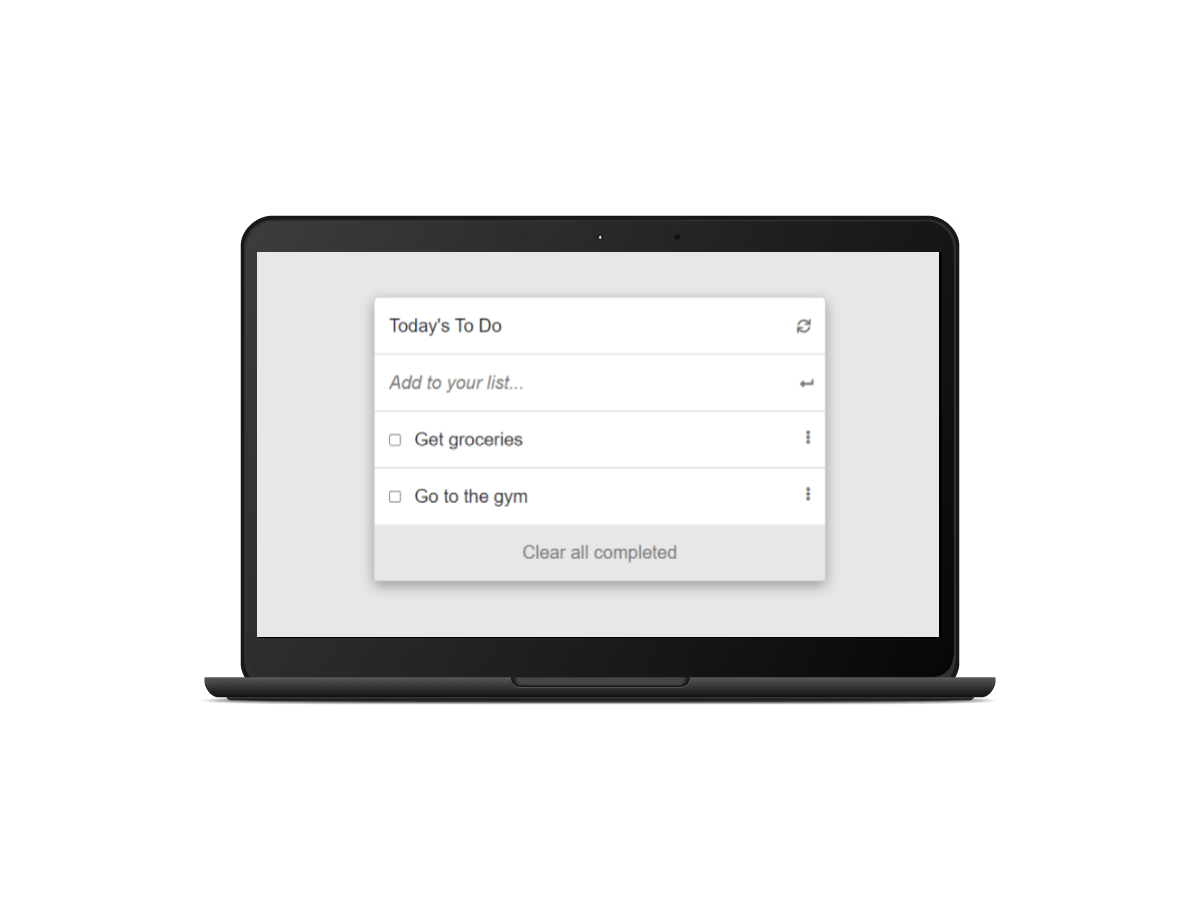 Today's To Do
Add to your list...
Get groceries
Go to the gym
Clear all completed